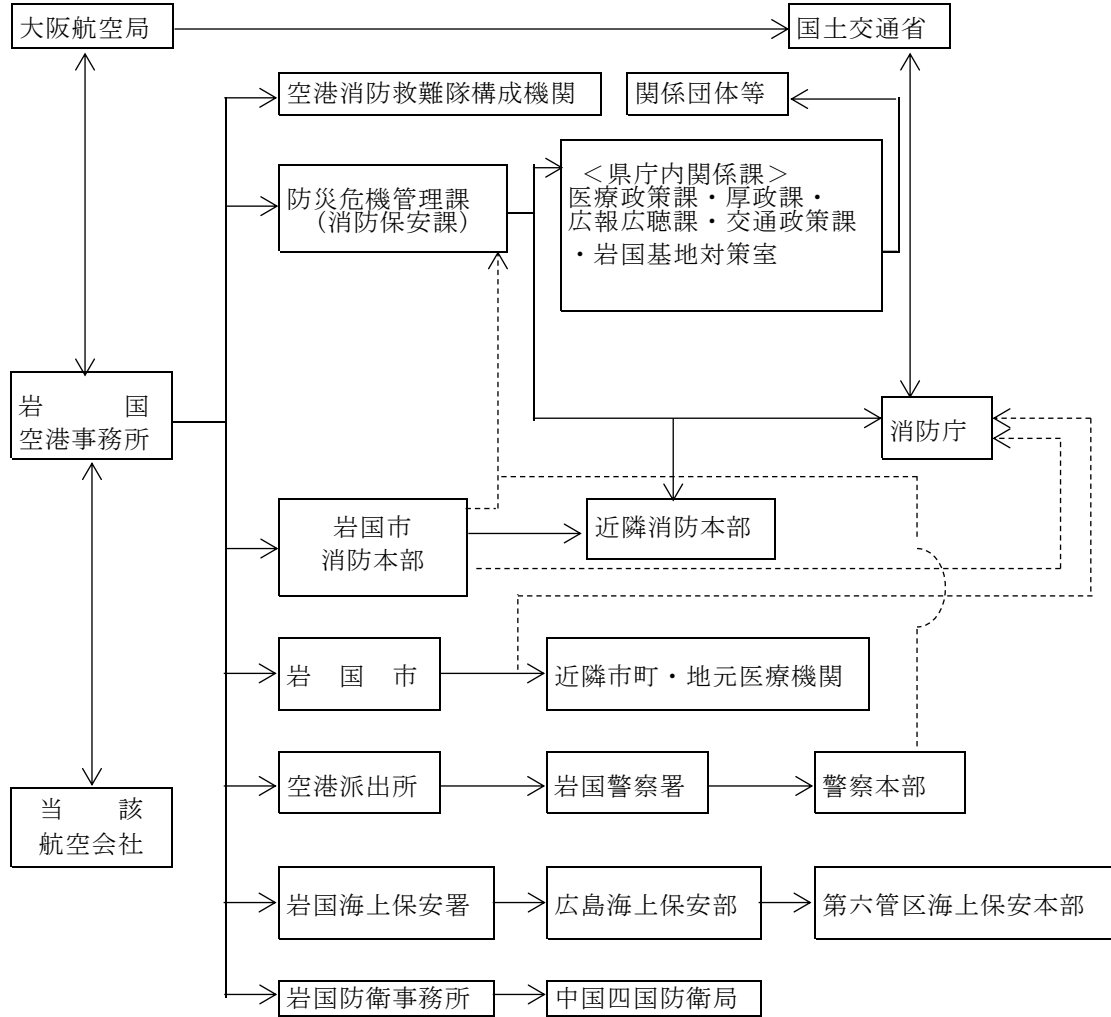 大阪航空局
国土交通省
空港消防救難隊構成機関
関係団体等
防災危機管理課
（消防保安課）
＜県庁内関係課＞
医療政策課・厚政課・
広報広聴課・交通政策課
・岩国基地対策室
岩　　　国
空港事務所
消防庁
岩国市
消防本部
近隣消防本部
岩　国　市
近隣市町・地元医療機関
空港派出所
岩国警察署
警察本部
当　　該
航空会社
岩国海上保安署
広島海上保安部
第六管区海上保安本部
岩国防衛事務所
中国四国防衛局